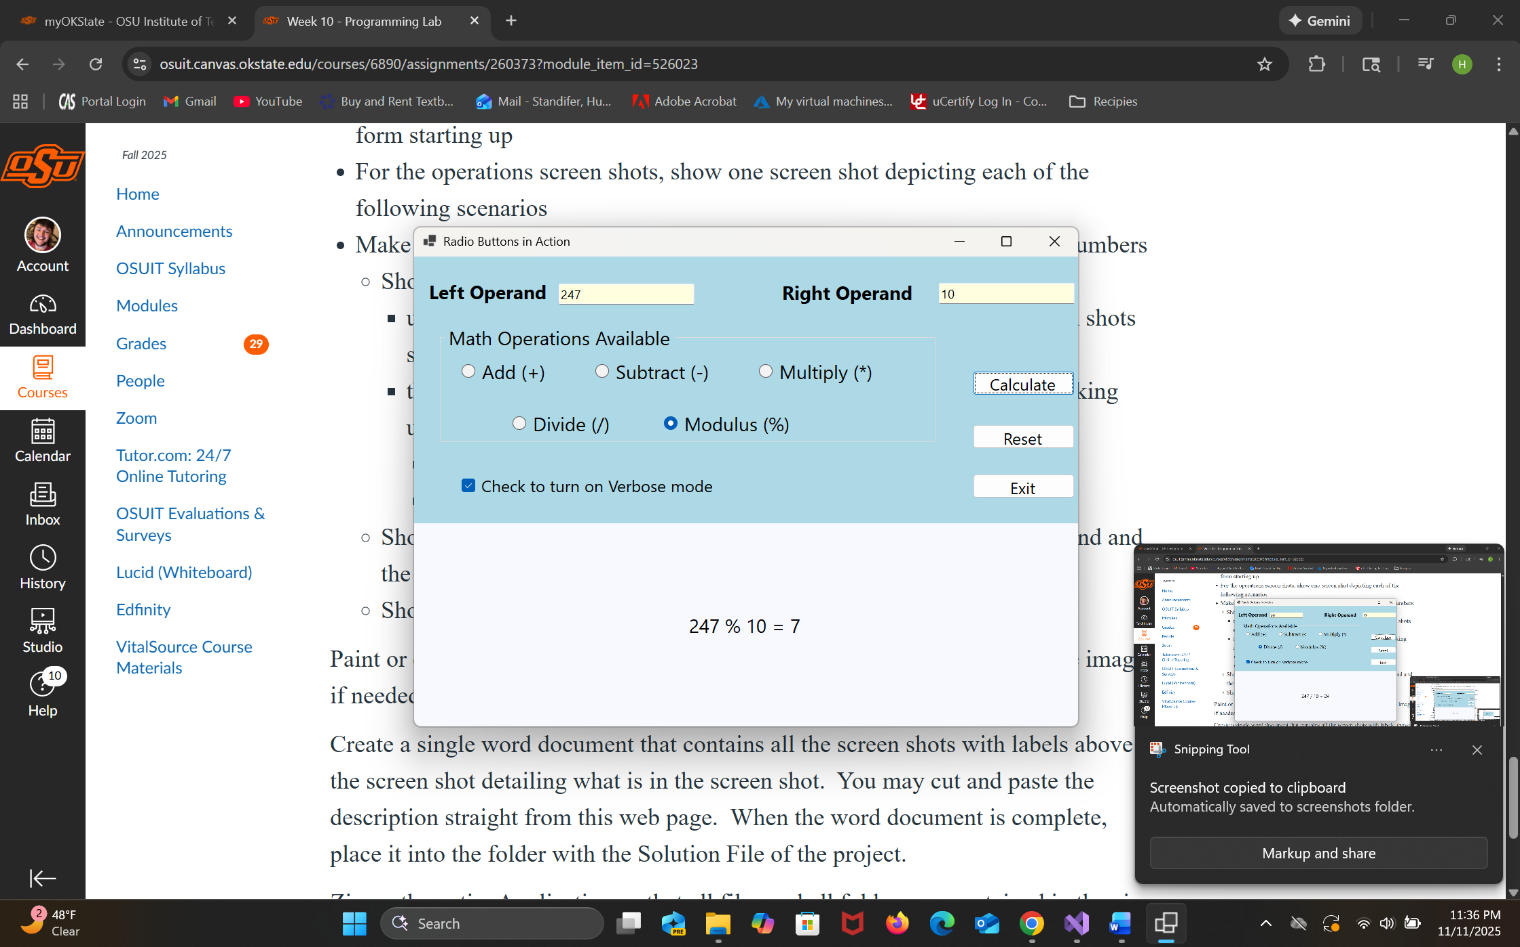 myOKState - OSU Institute of Te
Week 10 - Programming Lab
Gemini
osuit.canvas.okstate.edu/courses/6890/assignments/260373?module_item_id=526023
H
CAS Portal Login
Gmail
YouTube
Buy and Rent Textb...
Mail - Standifer, Hu...
Adobe Acrobat
My virtual machines...
uCertify Log In - Co...
Recipies
OSU
Account
Dashboard
Courses
Calendar
Inbox
History
Studio
10
Help
Fall 2025
Home
Announcements
OSUIT Syllabus
Modules
Grades
29
People
Zoom
Tutor.com: 24/7
Online Tutoring
OSUIT Evaluations &
Surveys
Lucid (Whiteboard)
Edfinity
VitalSource Course
Materials
form starting up
For the operations screen shots, show one screen shot depicting each of the
following scenarios
Make umbers
Sho
u shots
s
t king
u
Sho nd and
the
Sho
Paint or imag
if needed
Create a single word document that contains all the screen shots with labels above
the screen shot detailing what is in the screen shot. You may cut and paste the
description straight from this web page. When the word document is complete,
place it into the folder with the Solution File of the project.
Radio Buttons in Action
Left Operand 247
Right Operand 10
Math Operations Available
Add (+)
Subtract (-)
Multiply (*)
Divide (/)
Modulus (%)
Calculate
Reset
Exit
Check to turn on Verbose mode
247 % 10 = 7
Snipping Tool
Screenshot copied to clipboard
Automatically saved to screenshots folder.
Markup and share
2
48°F
Clear
Search
PRE
11:36 PM
11/11/2025